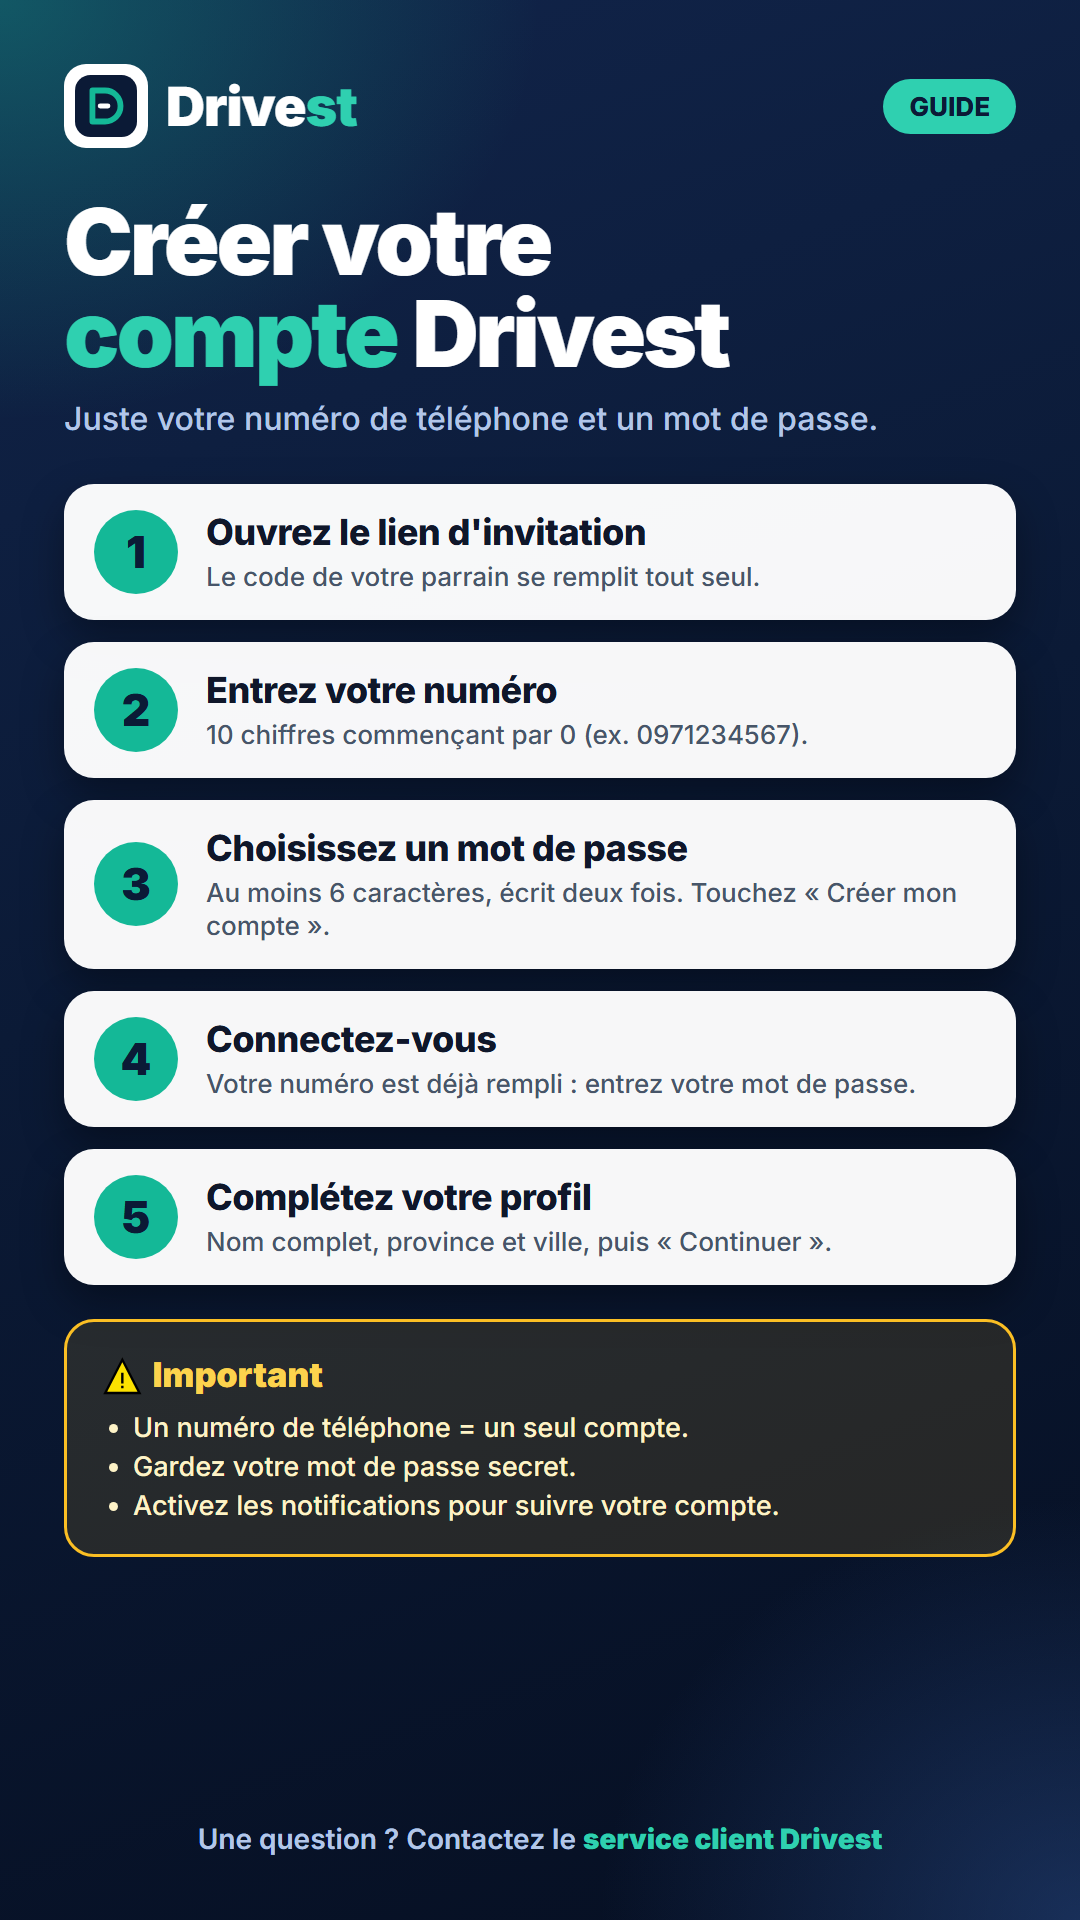 Drivest
GUIDE
Créer votre
compte Drivest
Juste votre numéro de téléphone et un mot de passe.
1
Ouvrez le lien d'invitation
Le code de votre parrain se remplit tout seul.
2
Entrez votre numéro
10 chiffres commençant par 0 (ex. 0971234567).
3
Choisissez un mot de passe
Au moins 6 caractères, écrit deux fois. Touchez « Créer mon
compte ».
4
Connectez-vous
Votre numéro est déjà rempli : entrez votre mot de passe.
5
Complétez votre profil
Nom complet, province et ville, puis « Continuer ».
⚠ Important
• Un numéro de téléphone = un seul compte.
• Gardez votre mot de passe secret.
• Activez les notifications pour suivre votre compte.
Une question ? Contactez le service client Drivest